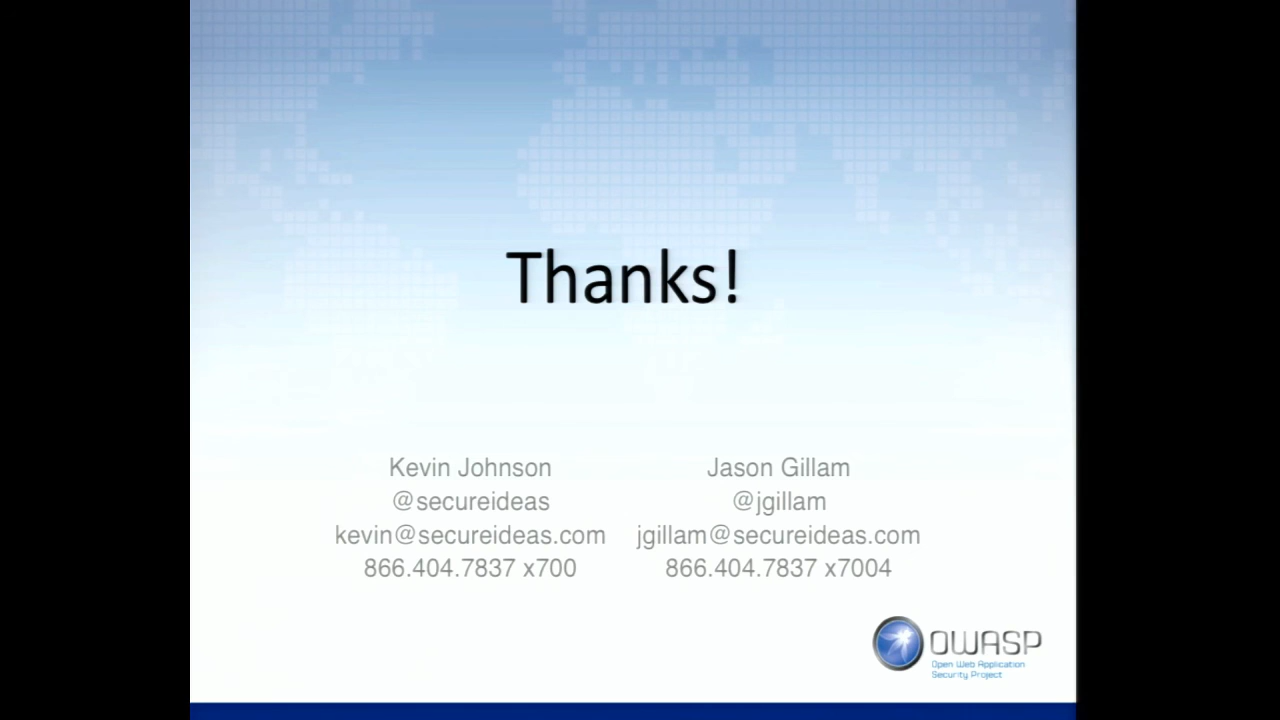 Thanks!
Kevin Johnson
@secureideas
kevin@secureideas.com
866.404.7837 x700
Jason Gillam
@jgillam
jgillam@secureideas.com
866.404.7837 x7004
OWASP
Open Web Application
Security Project